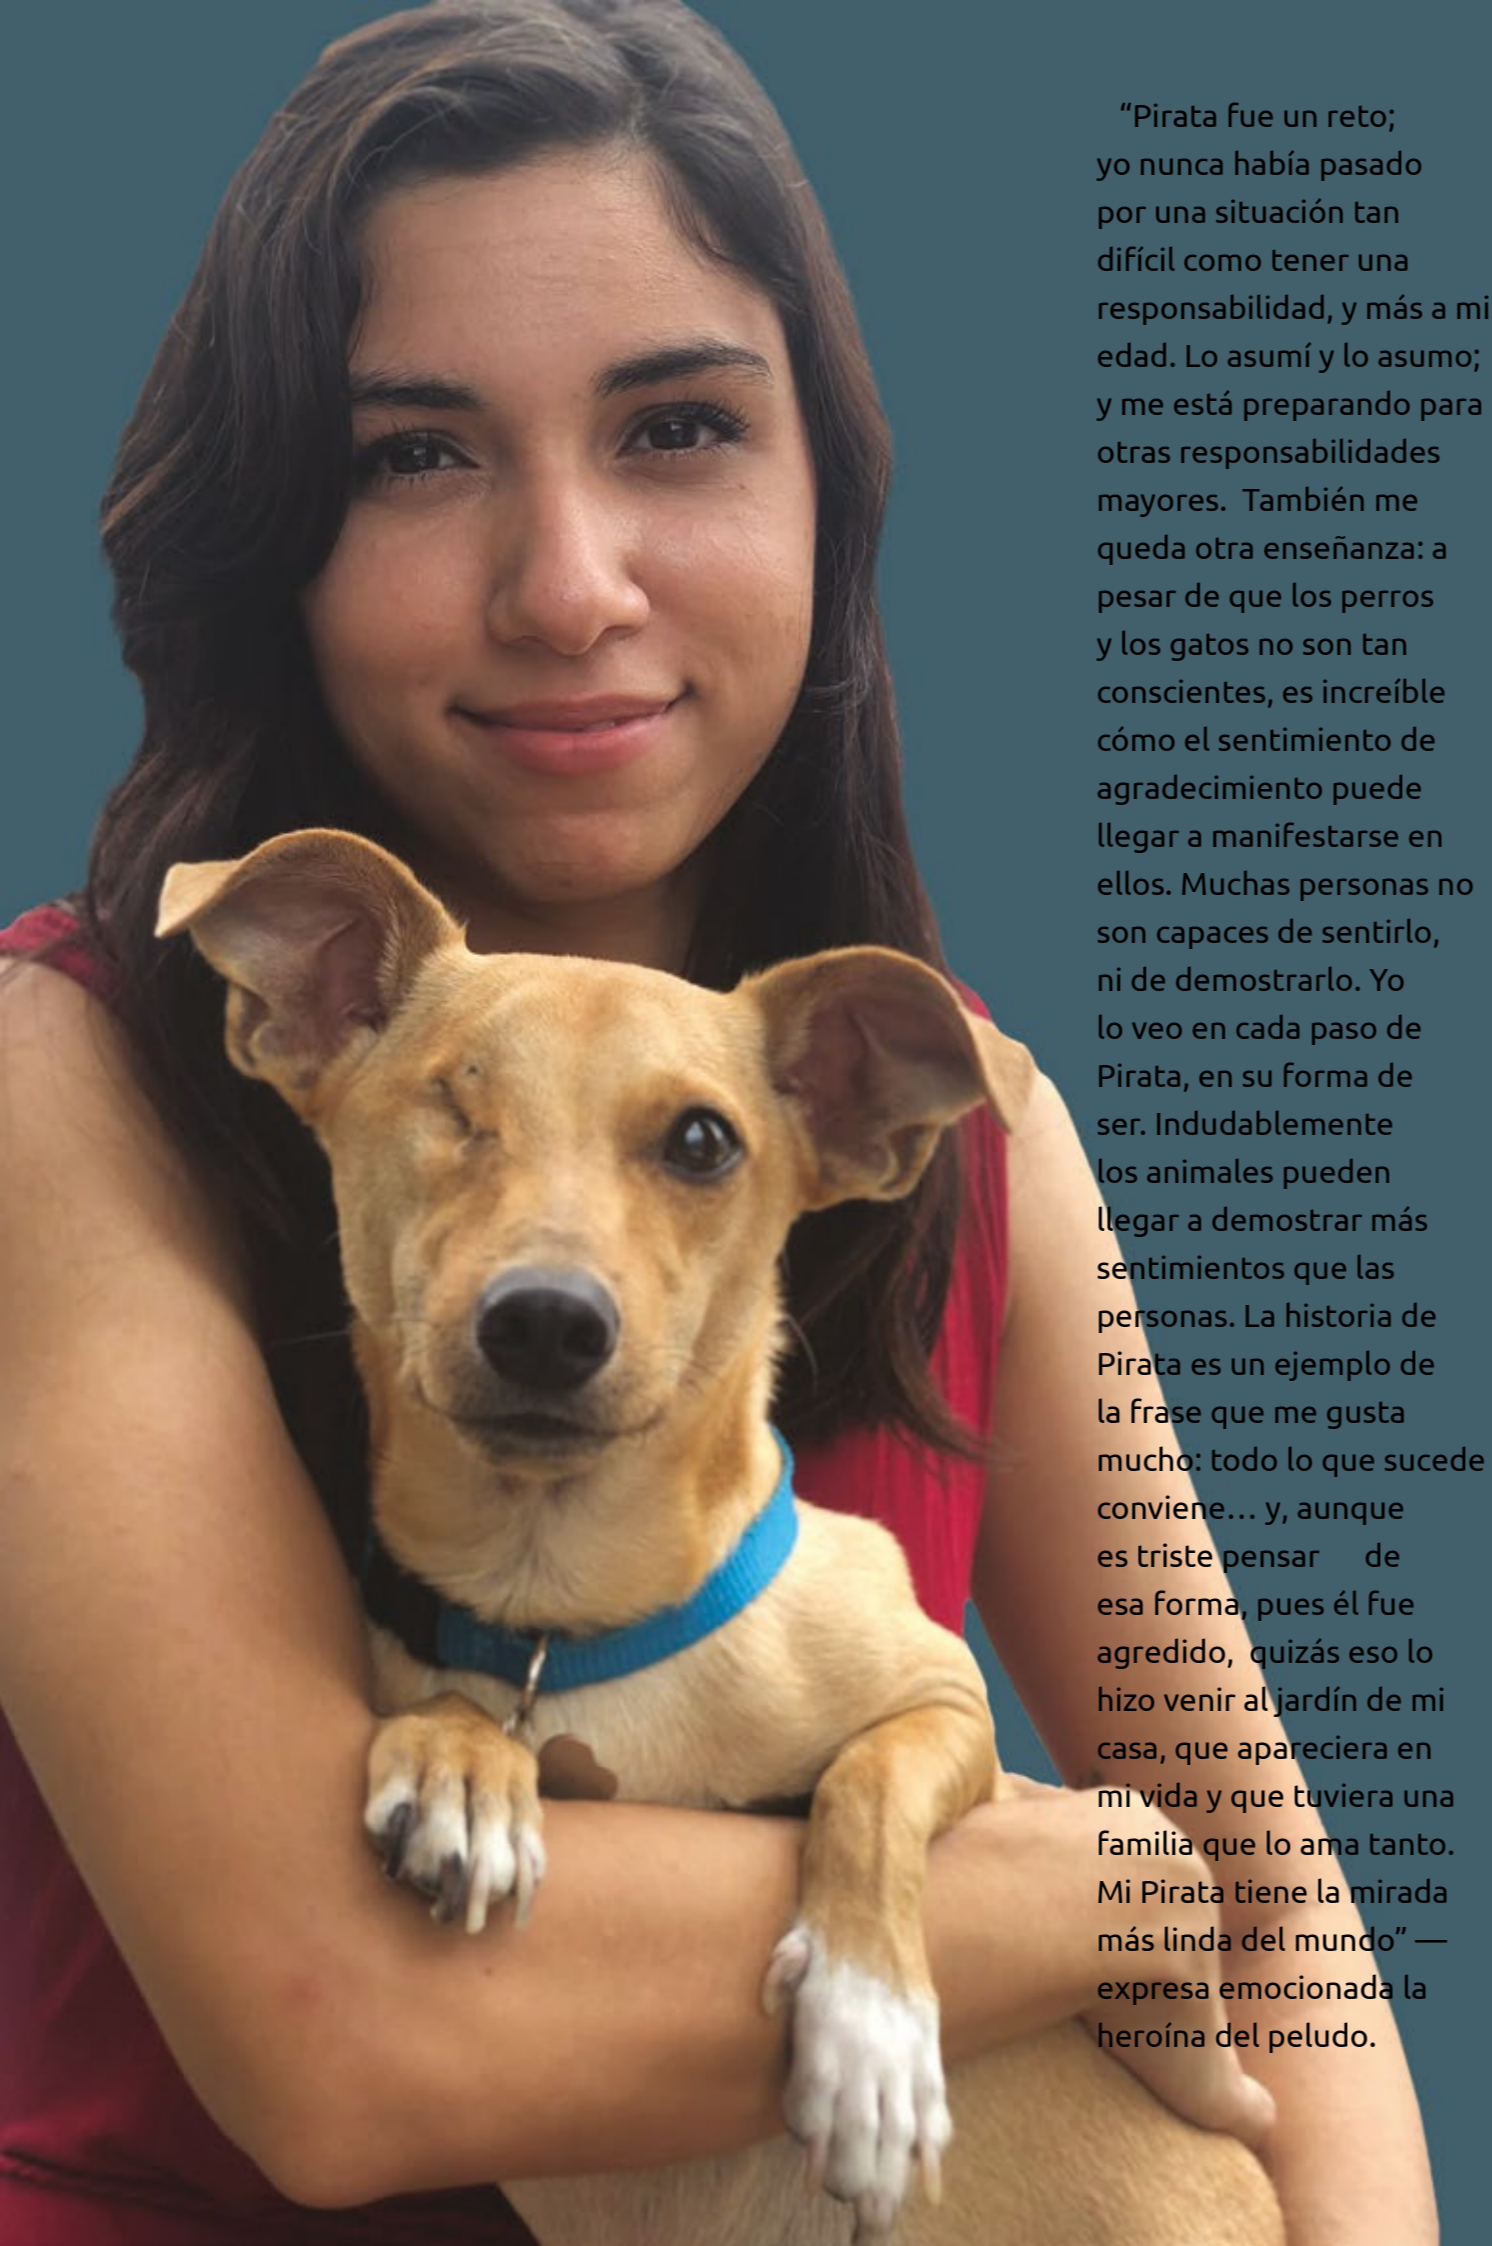 “Pirata fue un reto;
yo nunca había pasado
por una situación tan
difícil como tener una
responsabilidad, y más a mi
edad. Lo asumí y lo asumo;
y me está preparando para
otras responsabilidades
mayores.  También me
queda otra enseñanza: a
pesar de que los perros
y los gatos no son tan
conscientes, es increíble
cómo el sentimiento de
agradecimiento puede
llegar a manifestarse en
ellos. Muchas personas no
son capaces de sentirlo,
ni de demostrarlo. Yo
lo veo en cada paso de
Pirata, en su forma de
ser. Indudablemente
los animales pueden
llegar a demostrar más
sentimientos que las
personas. La historia de
Pirata es un ejemplo de
la frase que me gusta
mucho: todo lo que sucede
conviene… y, aunque
es triste pensar     de
esa forma, pues él fue
agredido,  quizás eso lo
hizo venir al jardín de mi
casa, que apareciera en
mi vida y que tuviera una
familia que lo ama tanto.
Mi Pirata tiene la mirada
más linda del mundo” —
expresa emocionada la
heroína del peludo.